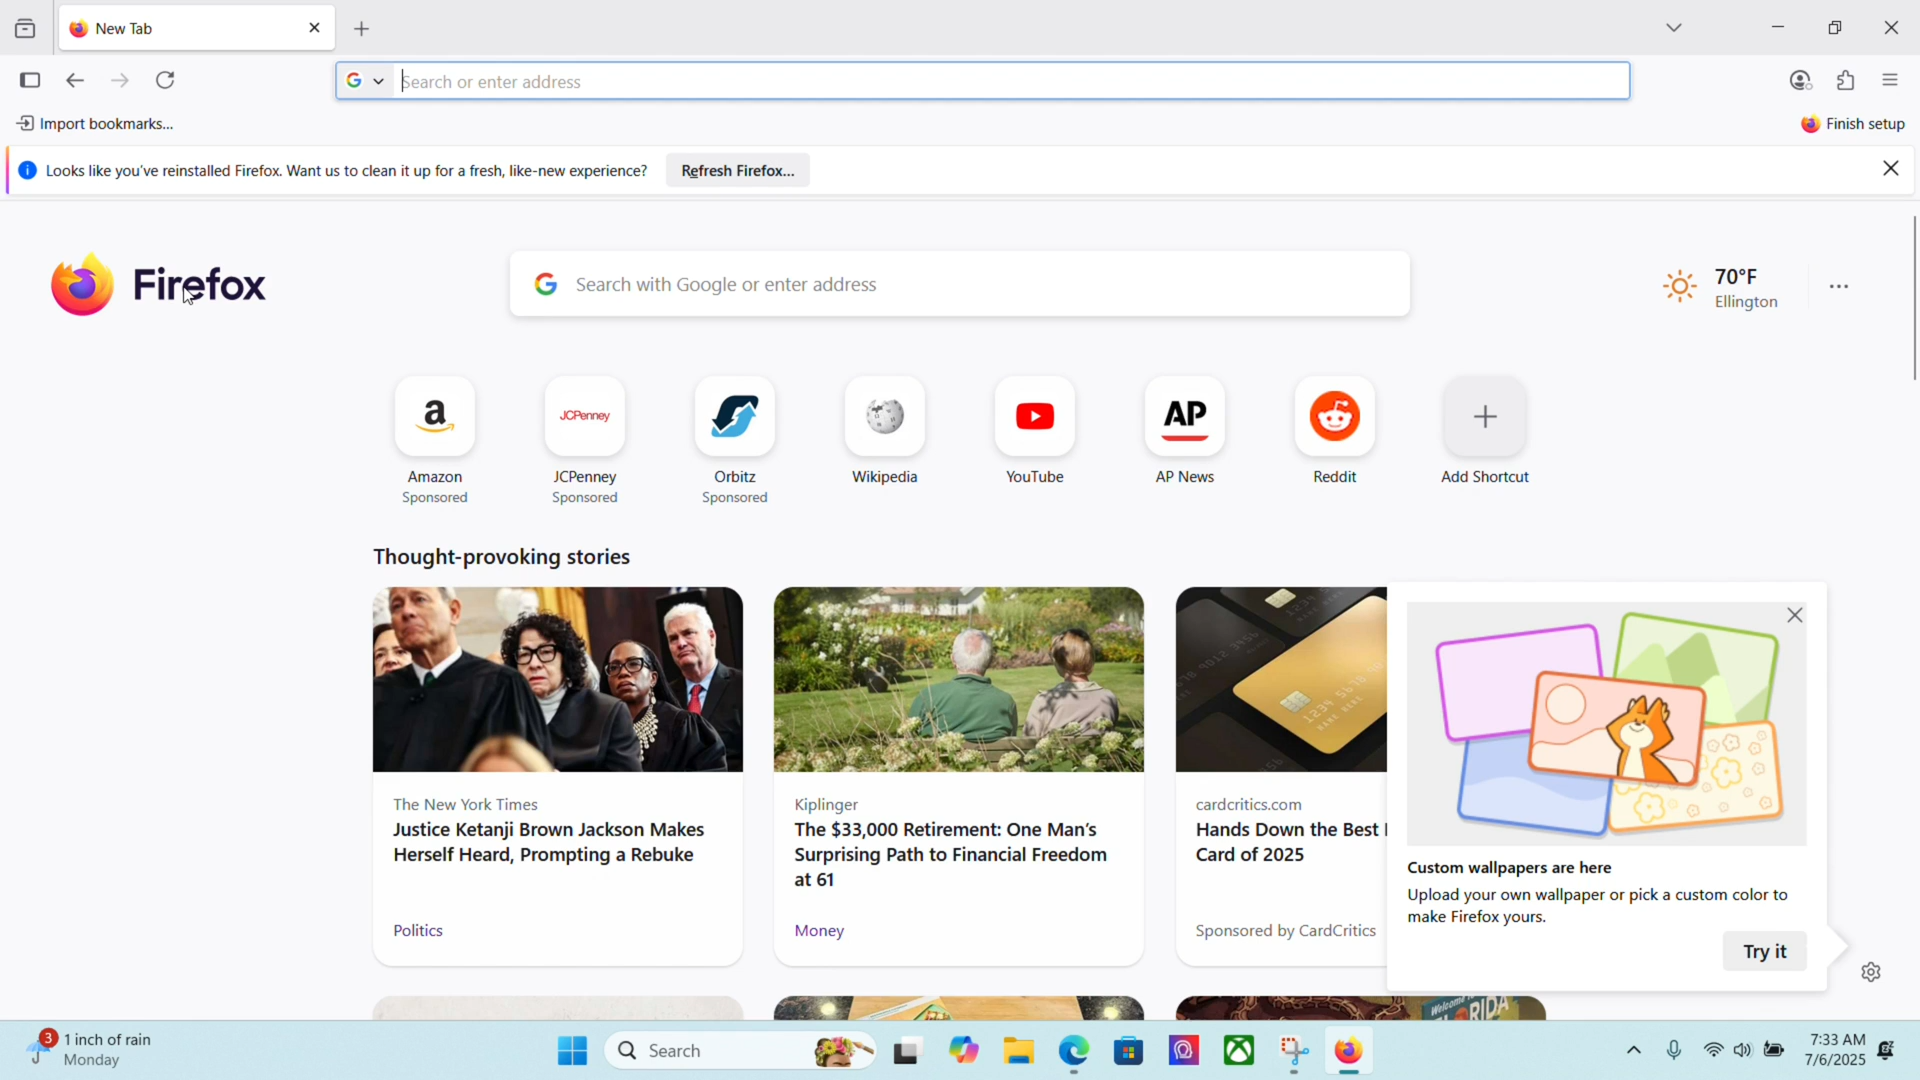 New Tab
Search or enter address
Import bookmarks...
Finish setup
Looks like you've reinstalled Firefox. Want us to clean it up for a fresh, like-new experience?
Refresh Firefox...
Firefox
Search with Google or enter address
70°F
Ellington
JCPenney
AP
Amazon
JCPenney
Orbitz
Wikipedia
YouTube
AP News
Reddit
Add Shortcut
Sponsored
Sponsored
Sponsored
Thought-provoking stories
The New York Times
Justice Ketanji Brown Jackson Makes
Herself Heard, Prompting a Rebuke
Politics
Kiplinger
The $33,000 Retirement: One Man's
Surprising Path to Financial Freedom
at 61
Money
cardcritics.com
Hands Down the Best
Card of 2025
Sponsored by CardCritics
Custom wallpapers are here
Upload your own wallpaper or pick a custom color to
make Firefox yours.
Try it
3
1 inch of rain
Monday
Search
7:33 AM
7/6/2025